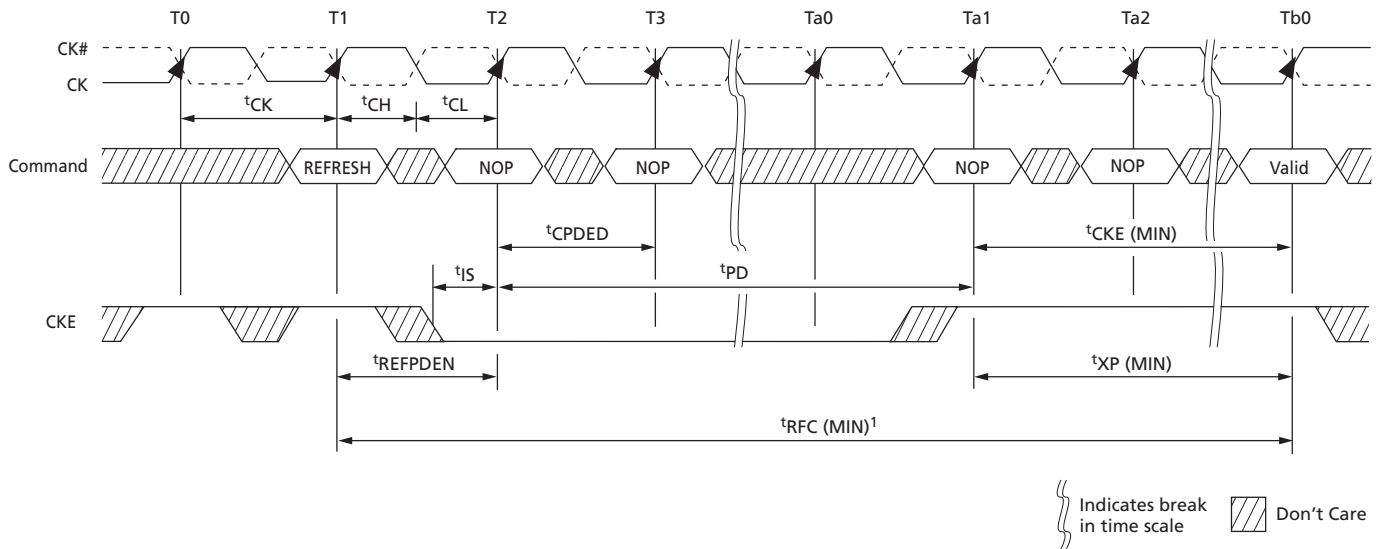 T0 T1 T2 T3 Ta0 Ta1 Ta2 Tb0
CK#
CK
tCK tCH tCL
Command REFRESH NOP NOP NOP NOP Valid
tCPDED tCKE (MIN)
tIS tPD
CKE
tREFPDEN tXP (MIN)
tRFC (MIN)1
Indicates break
in time scale
Don't Care